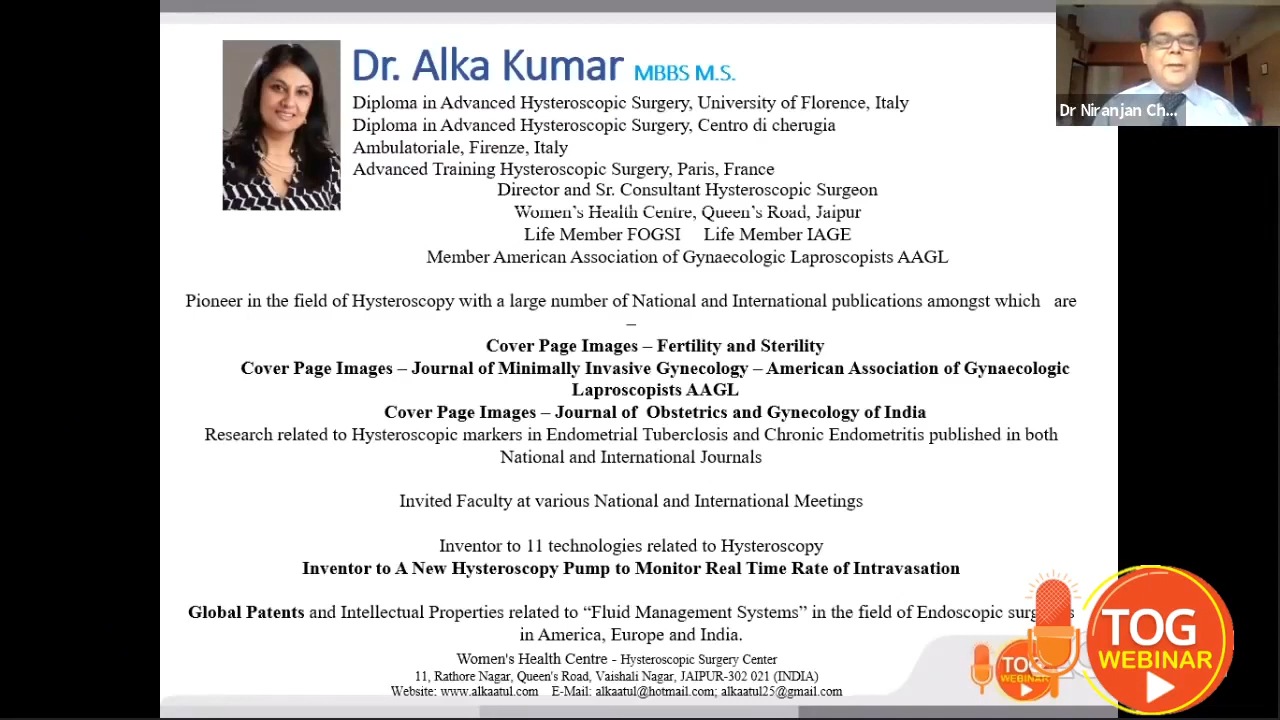 Dr. Alka Kumar MBBS M.S.
Diploma in Advanced Hysteroscopic Surgery, University of Florence, Italy
Diploma in Advanced Hysteroscopic Surgery, Centro di cherugia
Ambulatoriale, Firenze, Italy
Advanced Training Hysteroscopic Surgery, Paris, France
Director and Sr. Consultant Hysteroscopic Surgeon
Women's Health Centre, Queen's Road, Jaipur
Life Member FOGSI Life Member IAGE
Member American Association of Gynaecologic Laproscopists AAGL
Pioneer in the field of Hysteroscopy with a large number of National and International publications amongst which are
–
Cover Page Images – Fertility and Sterility
Cover Page Images – Journal of Minimally Invasive Gynecology – American Association of Gynaecologic
Laproscopists AAGL
Cover Page Images – Journal of Obstetrics and Gynecology of India
Research related to Hysteroscopic markers in Endometrial Tuberclosis and Chronic Endometritis published in both
National and International Journals
Invited Faculty at various National and International Meetings
Inventor to 11 technologies related to Hysteroscopy
Inventor to A New Hysteroscopy Pump to Monitor Real Time Rate of Intravasation
Global Patents and Intellectual Properties related to “Fluid Management Systems” in the field of Endoscopic
in America, Europe and India.
Women's Health Centre - Hysteroscopic Surgery Center
11, Rathore Nagar, Queen's Road, Vaishali Nagar, JAIPUR-302 021 (INDIA)
Website: www.alkaatul.com E-Mail: alkaatul@hotmail.com; alkaatul25@gmail.com
Dr Niranjan Ch...
TOG
WEBINAR
TOG
WEBINAR